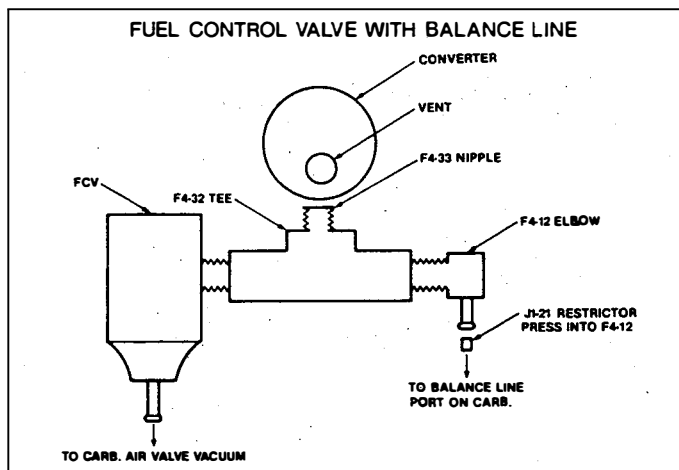 FUEL CONTROL VALVE WITH BALANCE LINE
CONVERTER
VENT
F4-33 NIPPLE
FCV
F4-32 TEE
F4-12 ELBOW
J1-21 RESTRICTOR
PRESS INTO F4-12
TO BALANCE LINE
PORT ON CARB.
TO CARB. AIR VALVE VACUUM